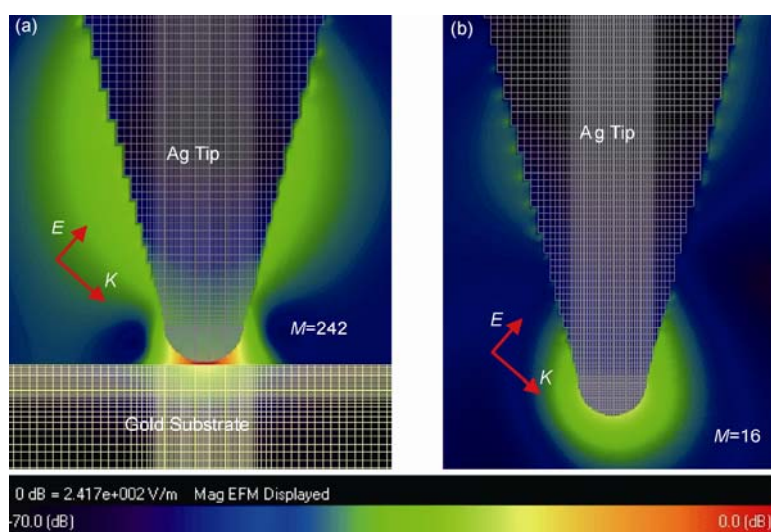 (a)
Ag Tip
E
K
M=242
Gold Substrate
(b)
Ag Tip
E
K
M=16
0 dB = 2.417e+002 V/m Mag EFM Displayed
-70.0 (dB)
0.0 (dB)